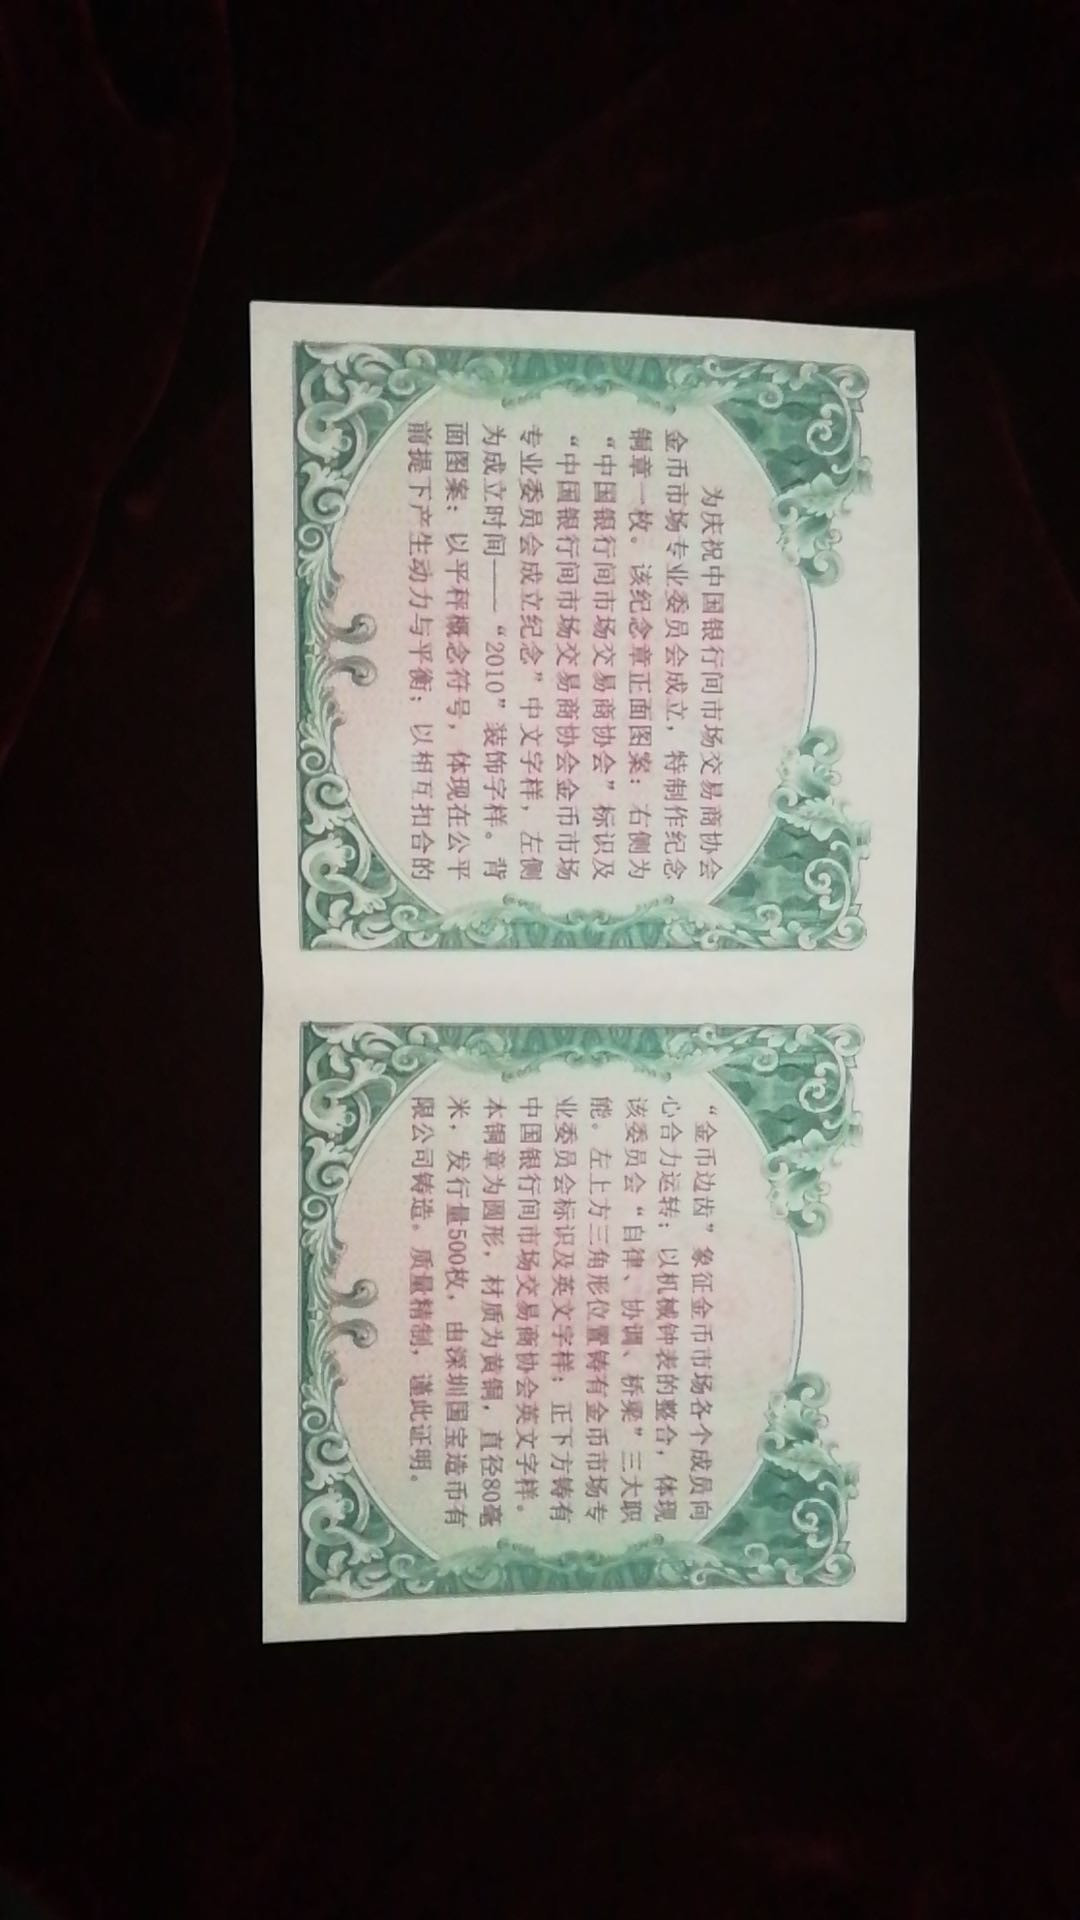 为庆祝中国银行间市场交易商协会
金币市场专业委员会成立，特制作纪念
铜章一枚。该纪念章正面图案：右侧为
“中国银行间市场交易商协会”标识及
“中国银行间市场交易商协会金币市场
专业委员会成立纪念”中文字样，左侧
为成立时间——“2010”装饰字样。背
面图案：以平秤概念符号，体现在公平
前提下产生动力与平衡；以相互扣合的
“金币边齿”象征金币市场各个成员向
心合力运转；以机械钟表的整合，体现
该委员会“自律、协调、桥梁”三大职
能。左上方三角形位置铸有金币市场专
业委员会标识及英文字样；正下方铸有
中国银行间市场交易商协会英文字样。
本铜章为圆形，材质为黄铜，直径80毫
米，发行量500枚，由深圳国宝造币有
限公司铸造。质量精制，谨此证明。